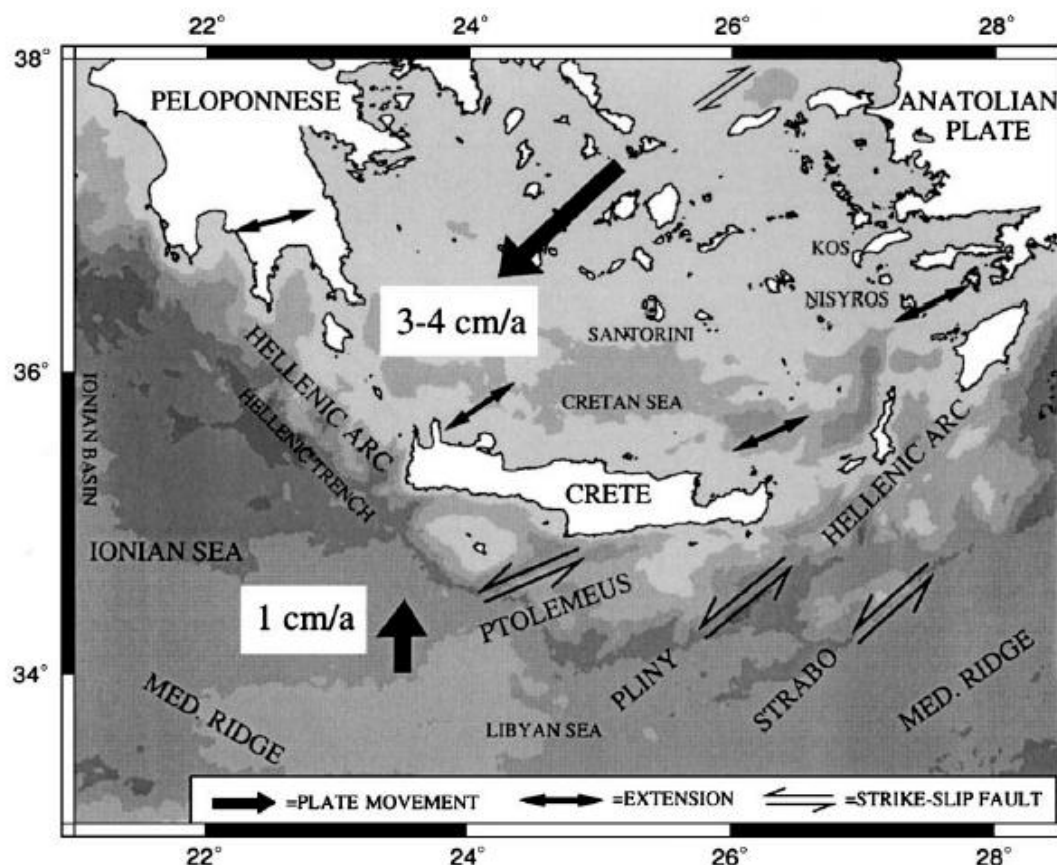 22° 24° 26° 28°
38°
PELOPONNESE
ANATOLIAN
PLATE
KOS
NISYROS
3-4 cm/a
SANTORINI
36°
HELLENIC ARC
HELLENIC TRENCH
IONIAN BASIN
CRETAN SEA
HELLENIC ARC
CRETE
IONIAN SEA
1 cm/a
PTOLEMEUS
34°
PLINY
STRABO
MED. RIDGE
MED. RIDGE
LIBYAN SEA
=PLATE MOVEMENT =EXTENSION =STRIKE-SLIP FAULT
22° 24° 26° 28°